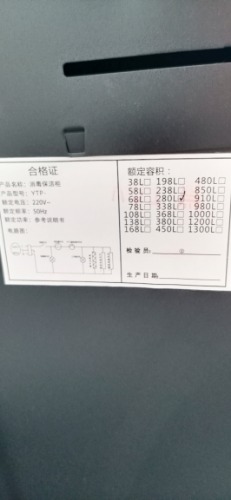 合格证
产品名称：消毒保洁柜
产品型号：YTP-
额定电压：220V~
额定频率：50Hz
额定功率：参考说明书
电路图：
额定容积：
38L□ 198L□ 480L□
58L□ 238L□ 850L□
68L□ 280L☑ 910L□
78L□ 338L□ 980L□
108L□ 368L□ 1000L□
138L□ 380L□ 1200L□
168L□ 450L□ 1300L□
检验员：
生产日期：